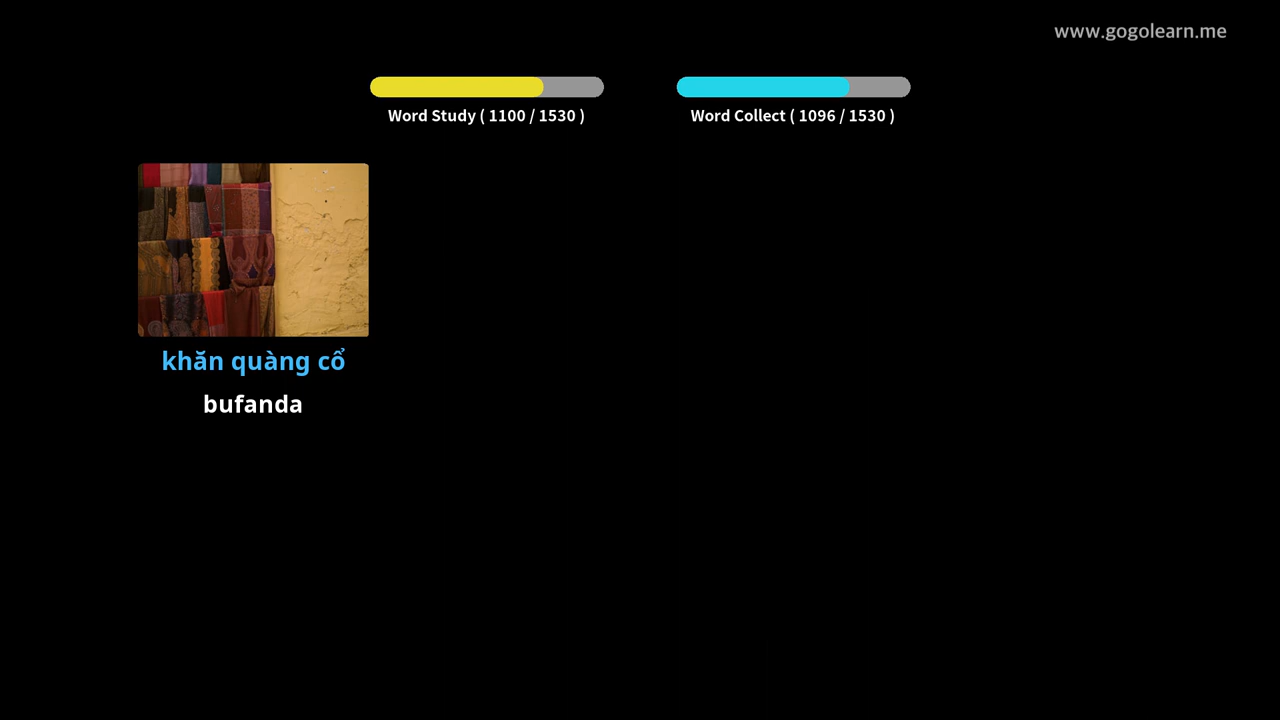 www.gogolearn.me
Word Study ( 1100 / 1530 )
Word Collect ( 1096 / 1530 )
khăn quàng cổ
bufanda